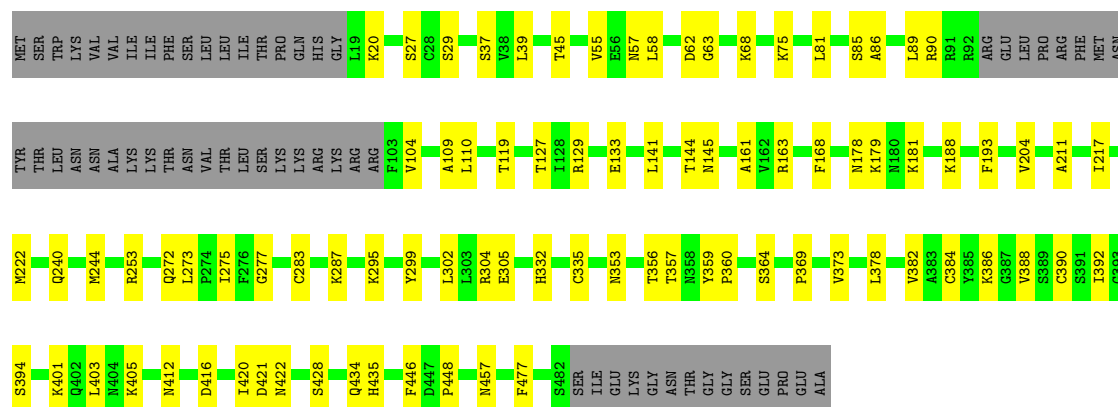 MET SER TRP LYS VAL VAL ILE ILE PHE SER LEU LEU ILE THR PRO GLN HIS GLY L19 K20 S27 C28 S29 S37 V38 L39 T45 V55 E56 N57 L58 D62 G63 K68 K75 L81 S85 A86 L89 R90 R91 R92 ARG GLU LEU PRO ARG PHE MET ASN
TYR THR LEU ASN ASN ALA LYS LYS THR ASN VAL THR LEU SER LYS LYS ARG LYS ARG ARG F103 V104 A109 L110 T119 T127 I128 R129 E133 L141 T144 N145 A161 V162 R163 F168 N178 K179 N180 K181 K188 F193 V204 A211 I217
M222 Q240 M244 R253 Q272 L273 P274 I275 F276 G277 C283 K287 K295 Y299 L302 L303 R304 E305 H332 C335 N353 T356 T357 N358 Y359 P360 S364 P369 V373 L378 V382 A383 C384 Y385 K386 G387 V388 S389 C390 S391 I392 G393
S394 K401 Q402 L403 N404 K405 N412 D416 I420 D421 N422 S428 Q434 H435 F446 D447 P448 N457 F477 S482 SER ILE GLU LYS GLY ASN THR GLY GLY SER GLU PRO GLU ALA